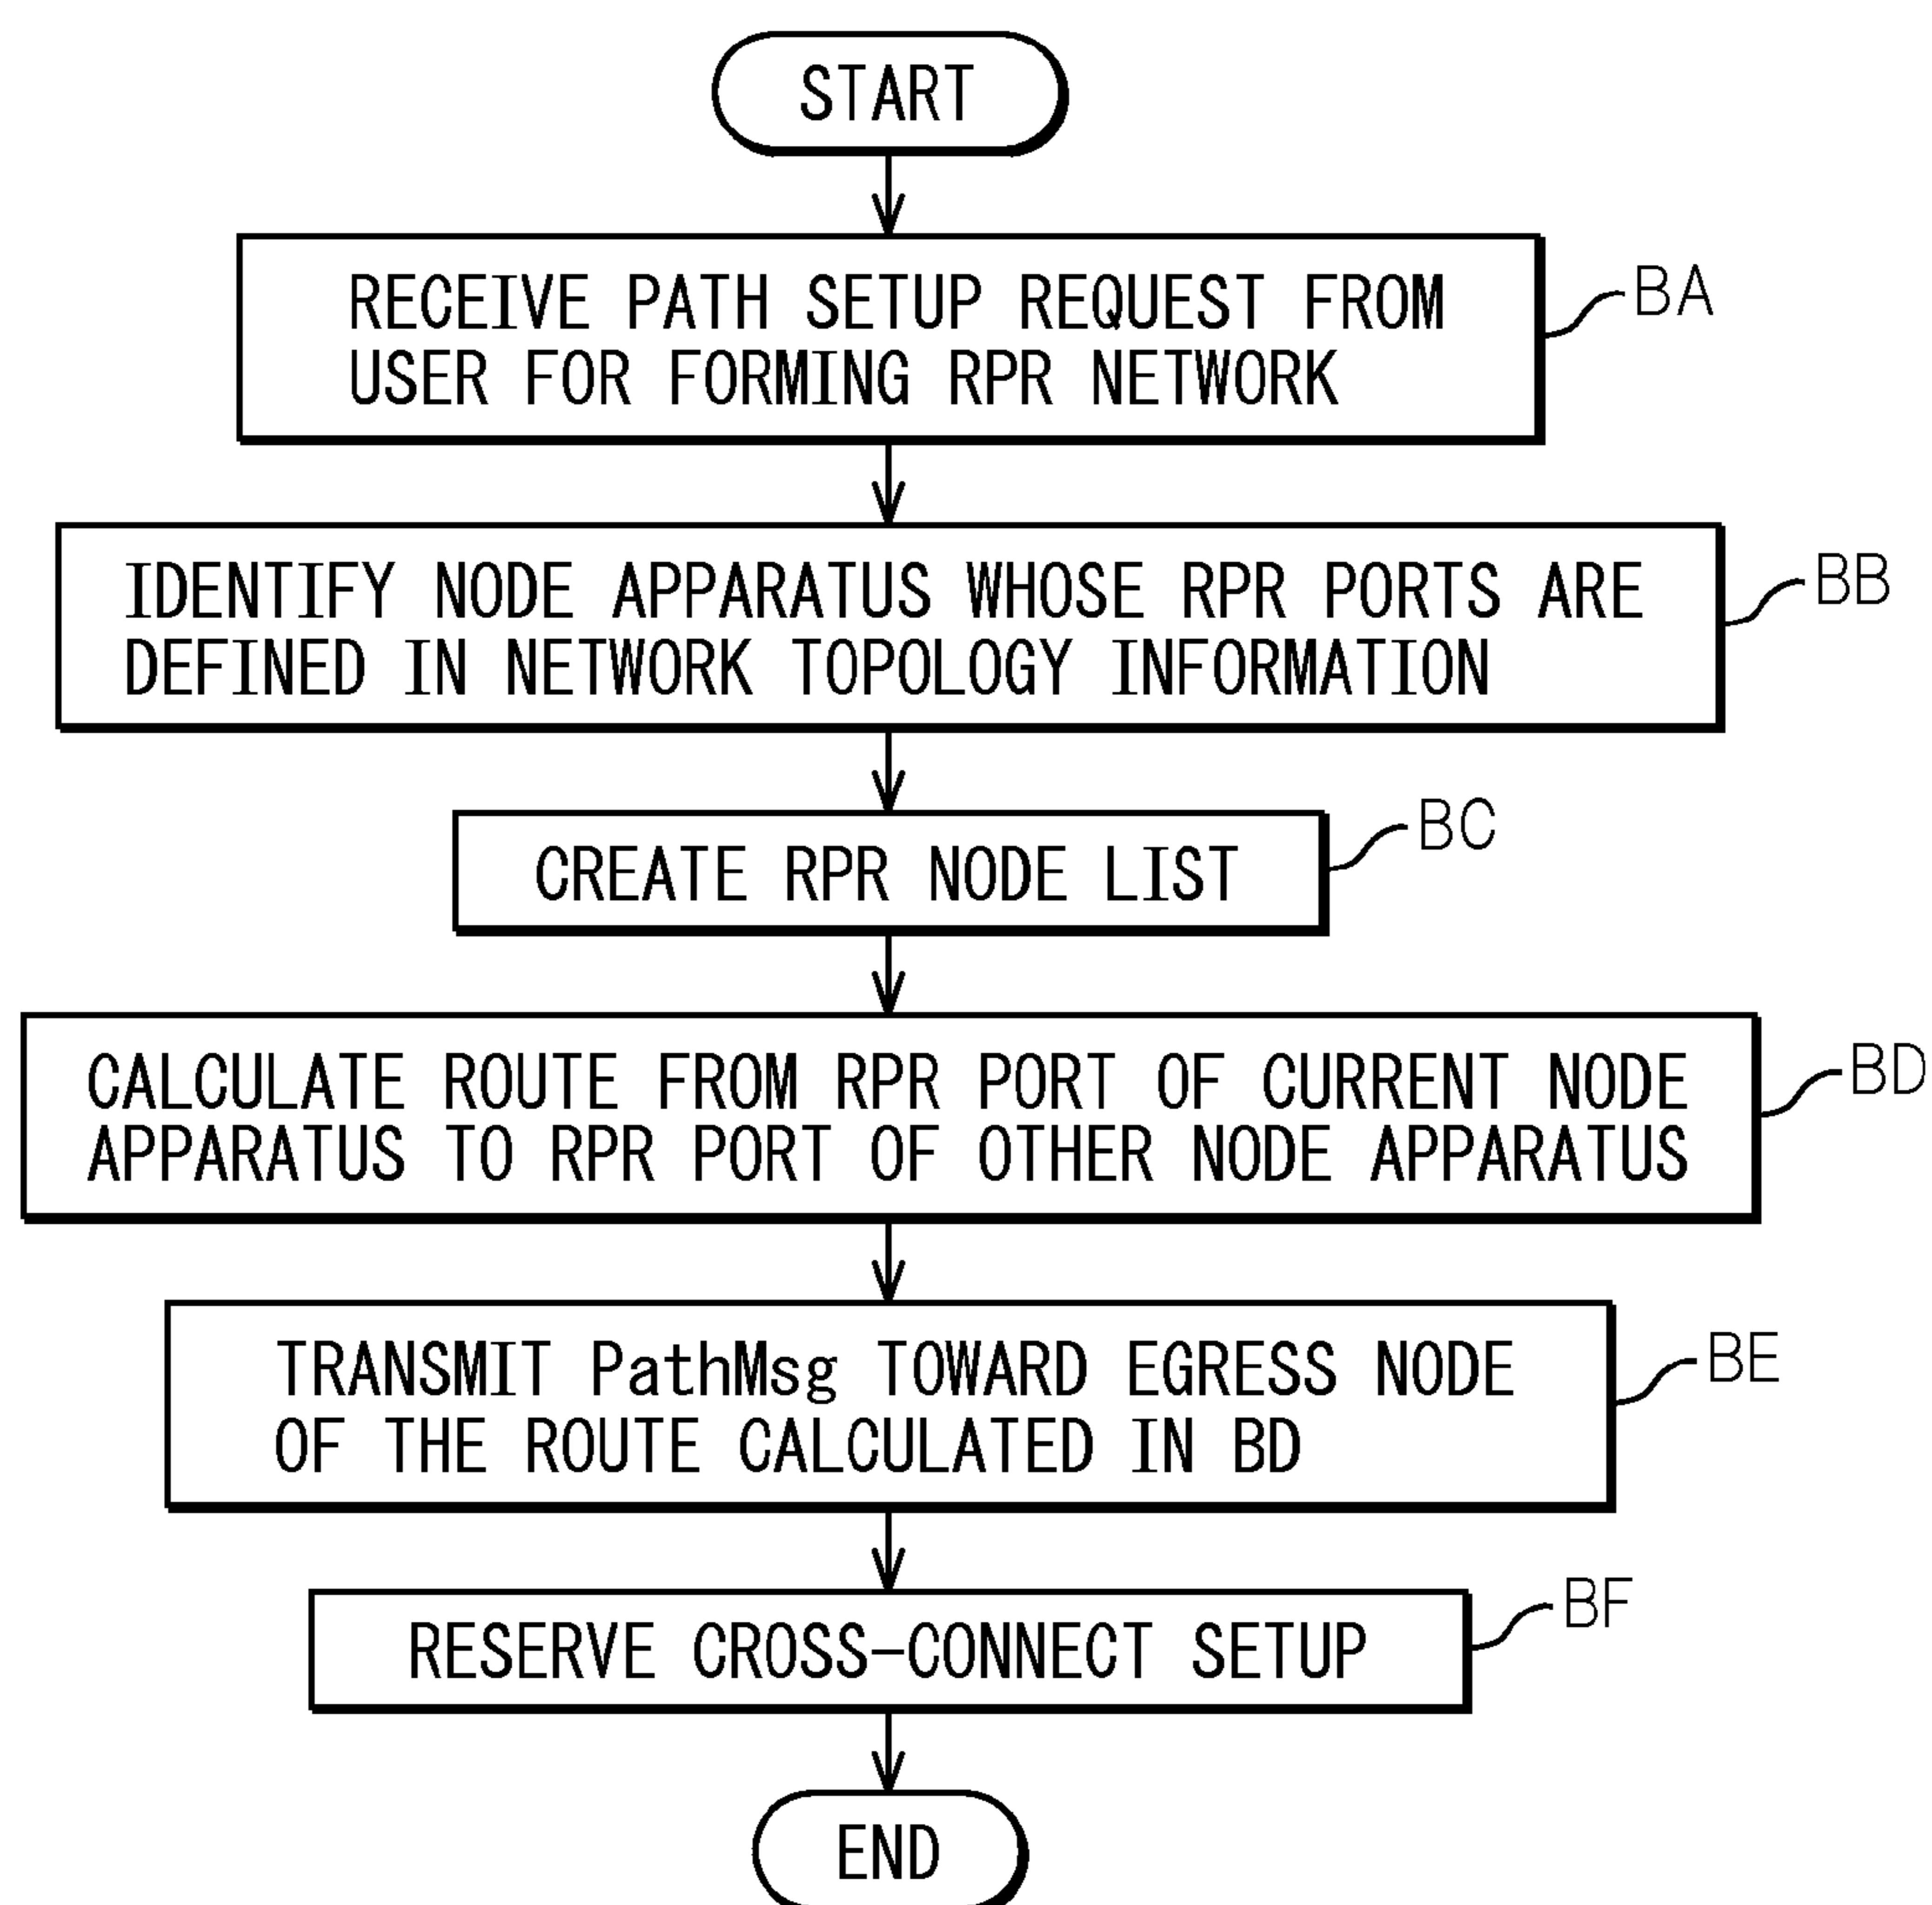 START
RECEIVE PATH SETUP REQUEST FROM
USER FOR FORMING RPR NETWORK
BA
IDENTIFY NODE APPARATUS WHOSE RPR PORTS ARE
DEFINED IN NETWORK TOPOLOGY INFORMATION
BB
CREATE RPR NODE LIST
BC
CALCULATE ROUTE FROM RPR PORT OF CURRENT NODE
APPARATUS TO RPR PORT OF OTHER NODE APPARATUS
BD
TRANSMIT PathMsg TOWARD EGRESS NODE
OF THE ROUTE CALCULATED IN BD
BE
RESERVE CROSS-CONNECT SETUP
BF
END